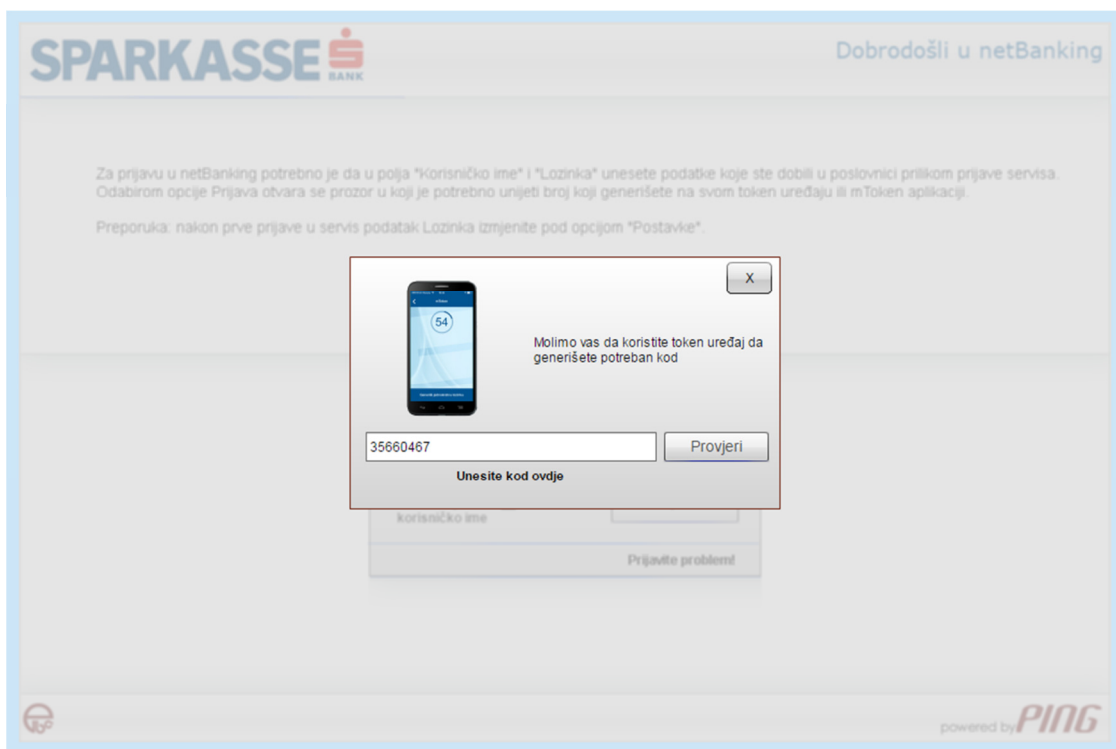 SPARKASSE S
BANK
Dobrodošli u netBanking
Za prijavu u netBanking potrebno je da u polja "Korisničko ime" i "Lozinka" unesete podatke koje ste dobili u poslovnici prilikom prijave servisa.
Odabirom opcije Prijava otvara se prozor u koji je potrebno unijeti broj koji generišete na svom token uređaju ili mToken aplikaciji.
Preporuka: nakon prve prijave u servis podatak Lozinka izmjenite pod opcijom "Postavke".
X
54
Molimo vas da koristite token uređaj da
generišete potreban kod
35660467
Provjeri
Unesite kod ovdje
korisničko ime
Prijavite problem!
powered by PING